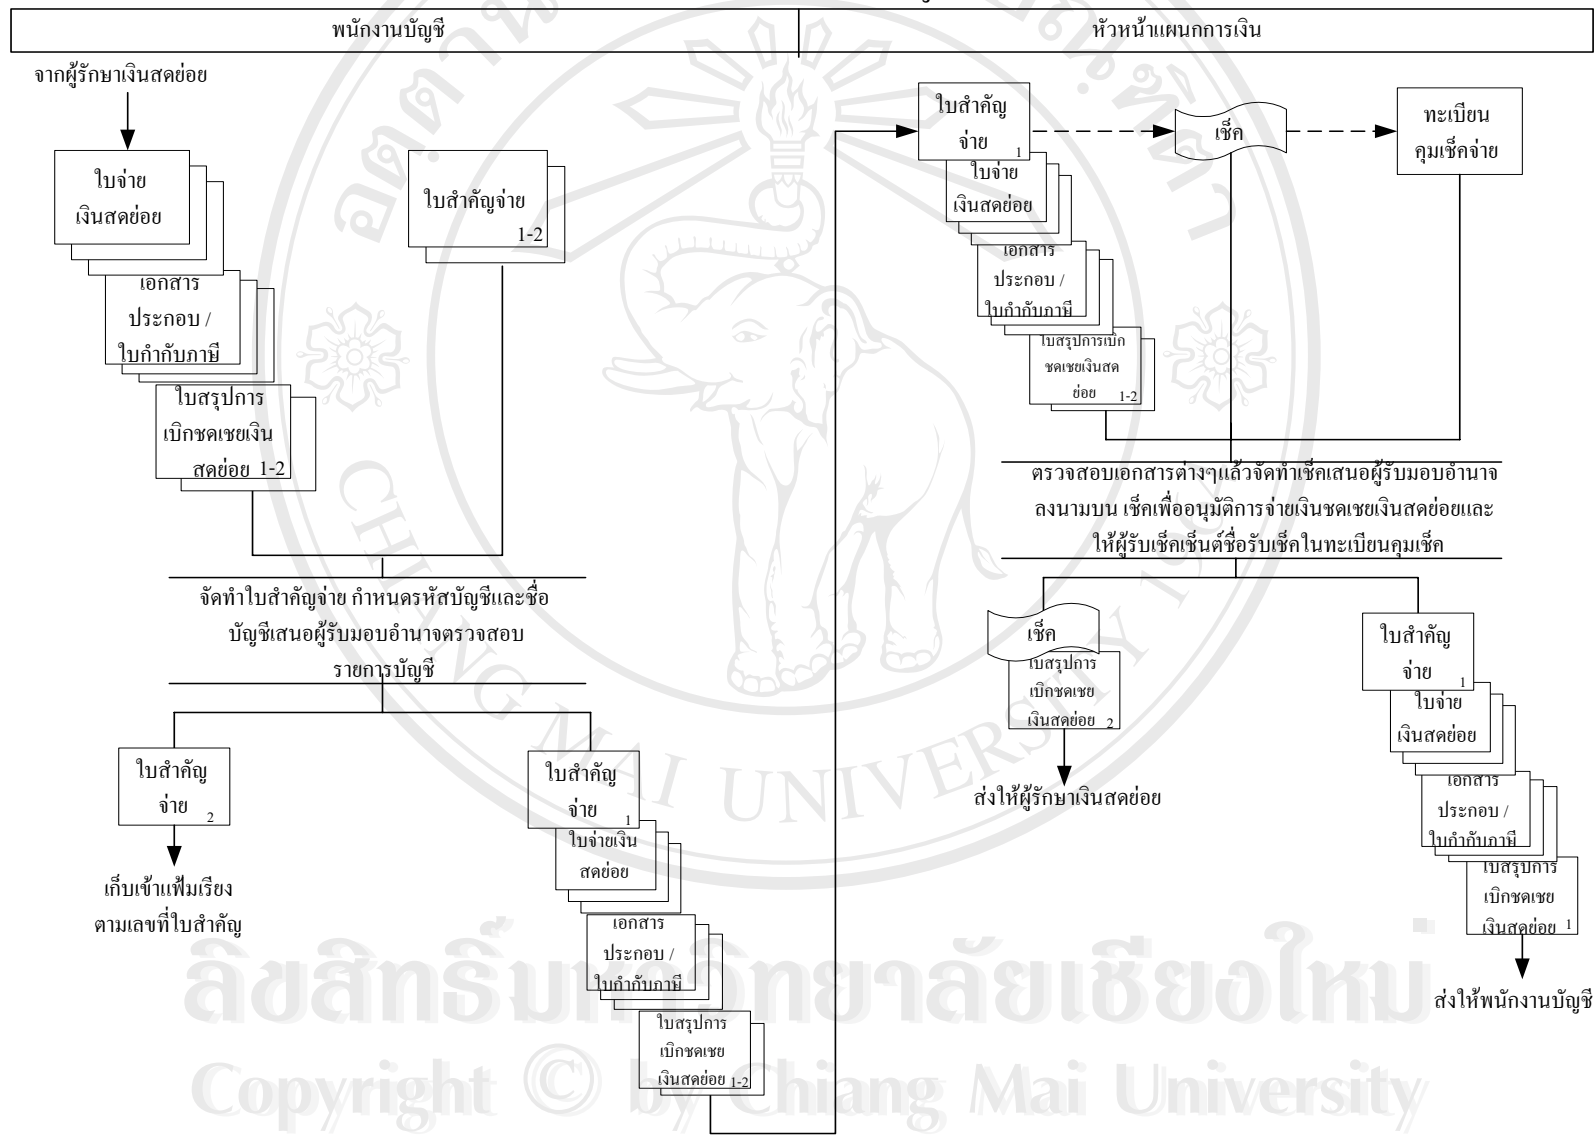 พนักงานบัญชี
หัวหน้าแผนกการเงิน
จากผู้รักษาเงินสดย่อย
ใบจ่าย
เงินสดย่อย
เอกสาร
ประกอบ /
ใบกำกับภาษี
ใบสรุปการ
เบิกชดเชยเงิน
สดย่อย 1-2
ใบสำคัญจ่าย
1-2
จัดทำใบสำคัญจ่าย กำหนดรหัสบัญชีและชื่อ
บัญชีเสนอผู้รับมอบอำนาจตรวจสอบ
รายการบัญชี
ใบสำคัญ
จ่าย 2
เก็บเข้าแฟ้มเรียง
ตามเลขที่ใบสำคัญ
ใบสำคัญ
จ่าย 1
ใบจ่ายเงิน
สดย่อย
เอกสาร
ประกอบ /
ใบกำกับภาษี
ใบสรุปการ
เบิกชดเชย
เงินสดย่อย 1-2
ใบสำคัญ
จ่าย 1
ใบจ่าย
เงินสดย่อย
เอกสาร
ประกอบ /
ใบกำกับภาษี
ใบสรุปการเบิก
ชดเชยเงินสด
ย่อย 1-2
เช็ค
ทะเบียน
คุมเช็คจ่าย
ตรวจสอบเอกสารต่างๆแล้วจัดทำเช็คเสนอผู้รับมอบอำนาจ
ลงนามบน เช็คเพื่ออนุมัติการจ่ายเงินชดเชยเงินสดย่อยและ
ให้ผู้รับเช็คเซ็นต์ชื่อรับเช็คในทะเบียนคุมเช็ค
เช็ค
ใบสรุปการ
เบิกชดเชย
เงินสดย่อย 2
ส่งให้ผู้รักษาเงินสดย่อย
ใบสำคัญ
จ่าย 1
ใบจ่าย
เงินสดย่อย
เอกสาร
ประกอบ /
ใบกำกับภาษี
ใบสรุปการ
เบิกชดเชย
เงินสดย่อย 1
ส่งให้พนักงานบัญชี
CHIANG MAI UNIVERSITY
ลิขสิทธิ์มหาวิทยาลัยเชียงใหม่
Copyright © by Chiang Mai University